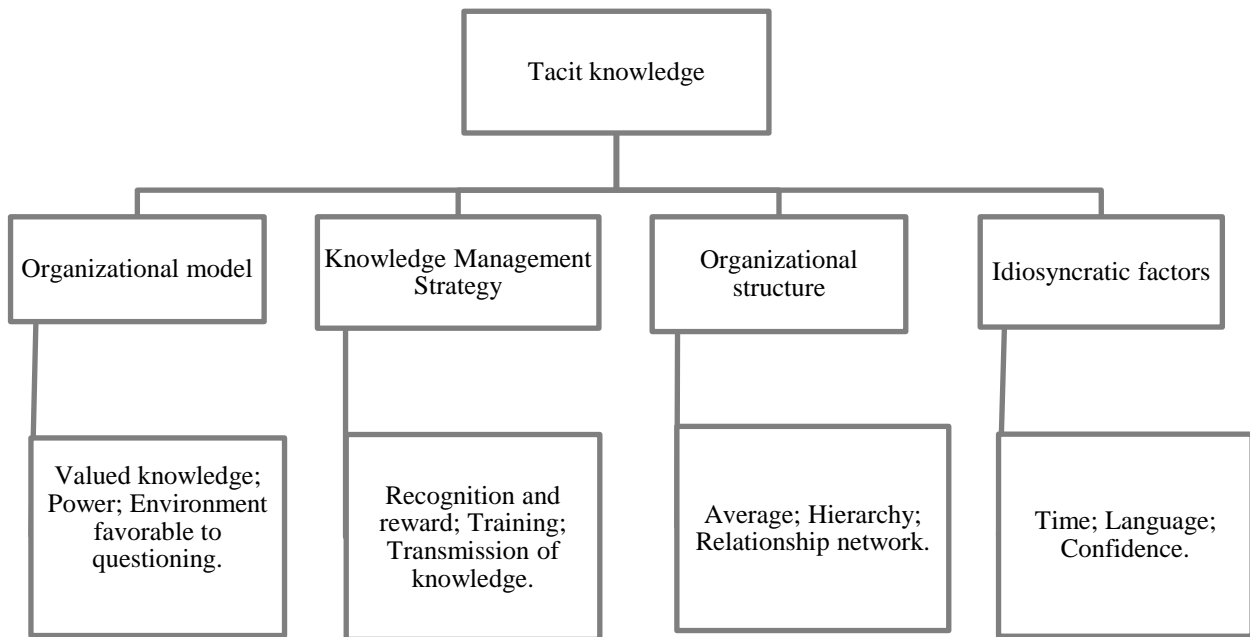 Tacit knowledge
Organizational model
Knowledge Management
Strategy
Organizational
structure
Idiosyncratic factors
Valued knowledge;
Power; Environment
favorable to
questioning.
Recognition and
reward; Training;
Transmission of
knowledge.
Average; Hierarchy;
Relationship network.
Time; Language;
Confidence.